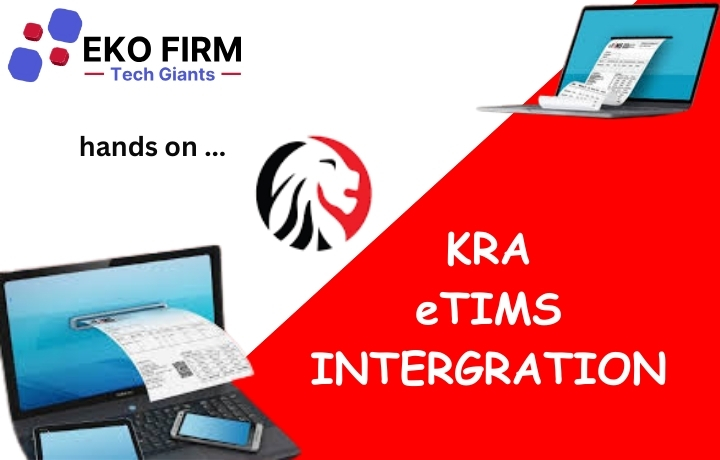 EKO FIRM
Tech Giants
hands on ...
KRA
eTIMS
INTERGRATION